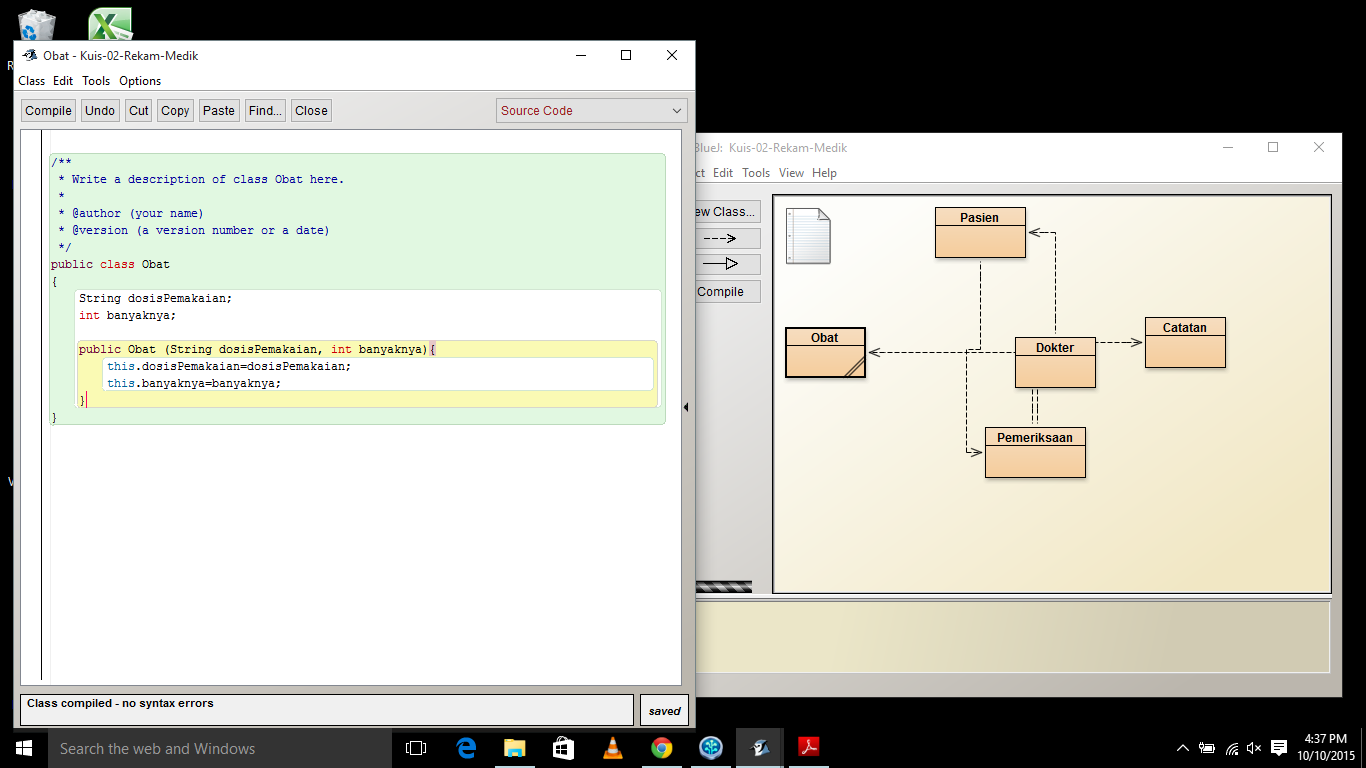 Obat - Kuis-02-Rekam-Medik
Class Edit Tools Options
Compile Undo Cut Copy Paste Find... Close Source Code
/**
 * Write a description of class Obat here.
 *
 * @author (your name)
 * @version (a version number or a date)
 */
public class Obat
{
    String dosisPemakaian;
    int banyaknya;
    public Obat (String dosisPemakaian, int banyaknya){
        this.dosisPemakaian=dosisPemakaian;
        this.banyaknya=banyaknya;
    }
}
Class compiled - no syntax errors
saved
BlueJ: Kuis-02-Rekam-Medik
ct Edit Tools View Help
ew Class...
Compile
Pasien
Obat
Dokter
Catatan
Pemeriksaan
Search the web and Windows
4:37 PM
10/10/2015